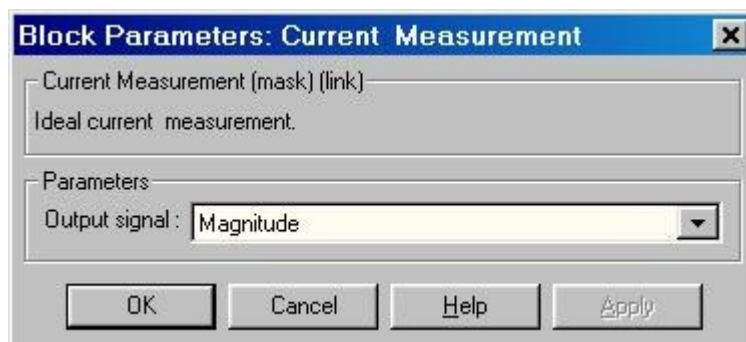 Block Parameters: Current Measurement
Current Measurement (mask) (link)
Ideal current measurement.
Parameters
Output signal : Magnitude
OK Cancel Help Apply